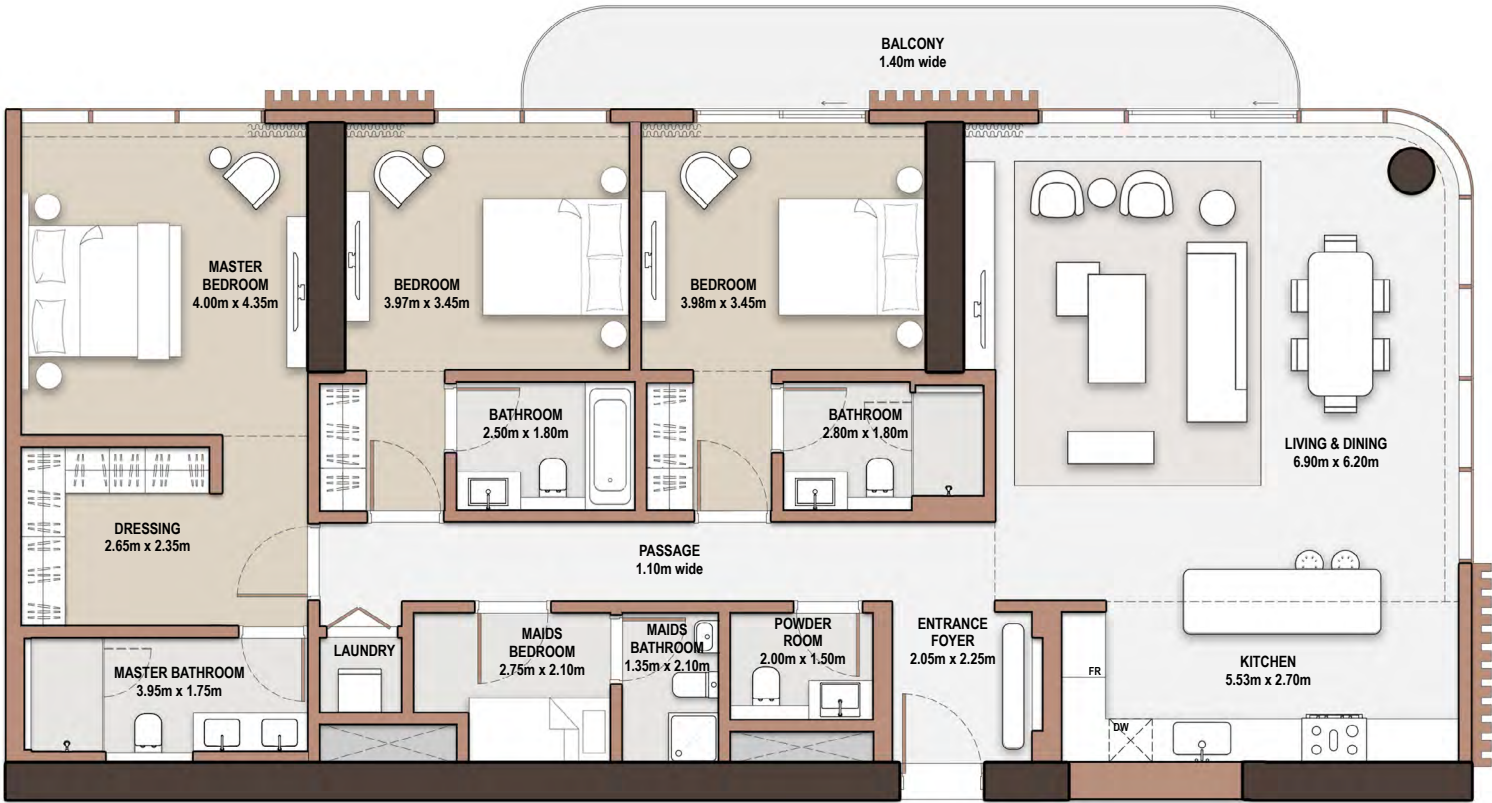 BALCONY
1.40m wide
MASTER
BEDROOM
4.00m x 4.35m
BEDROOM
3.97m x 3.45m
BEDROOM
3.98m x 3.45m
BATHROOM
2.50m x 1.80m
BATHROOM
2.80m x 1.80m
LIVING & DINING
6.90m x 6.20m
DRESSING
2.65m x 2.35m
PASSAGE
1.10m wide
MASTER BATHROOM
3.95m x 1.75m
LAUNDRY
MAIDS
BEDROOM
2.75m x 2.10m
MAIDS
BATHROOM
1.35m x 2.10m
POWDER
ROOM
2.00m x 1.50m
ENTRANCE
FOYER
2.05m x 2.25m
FR
KITCHEN
5.53m x 2.70m
DW